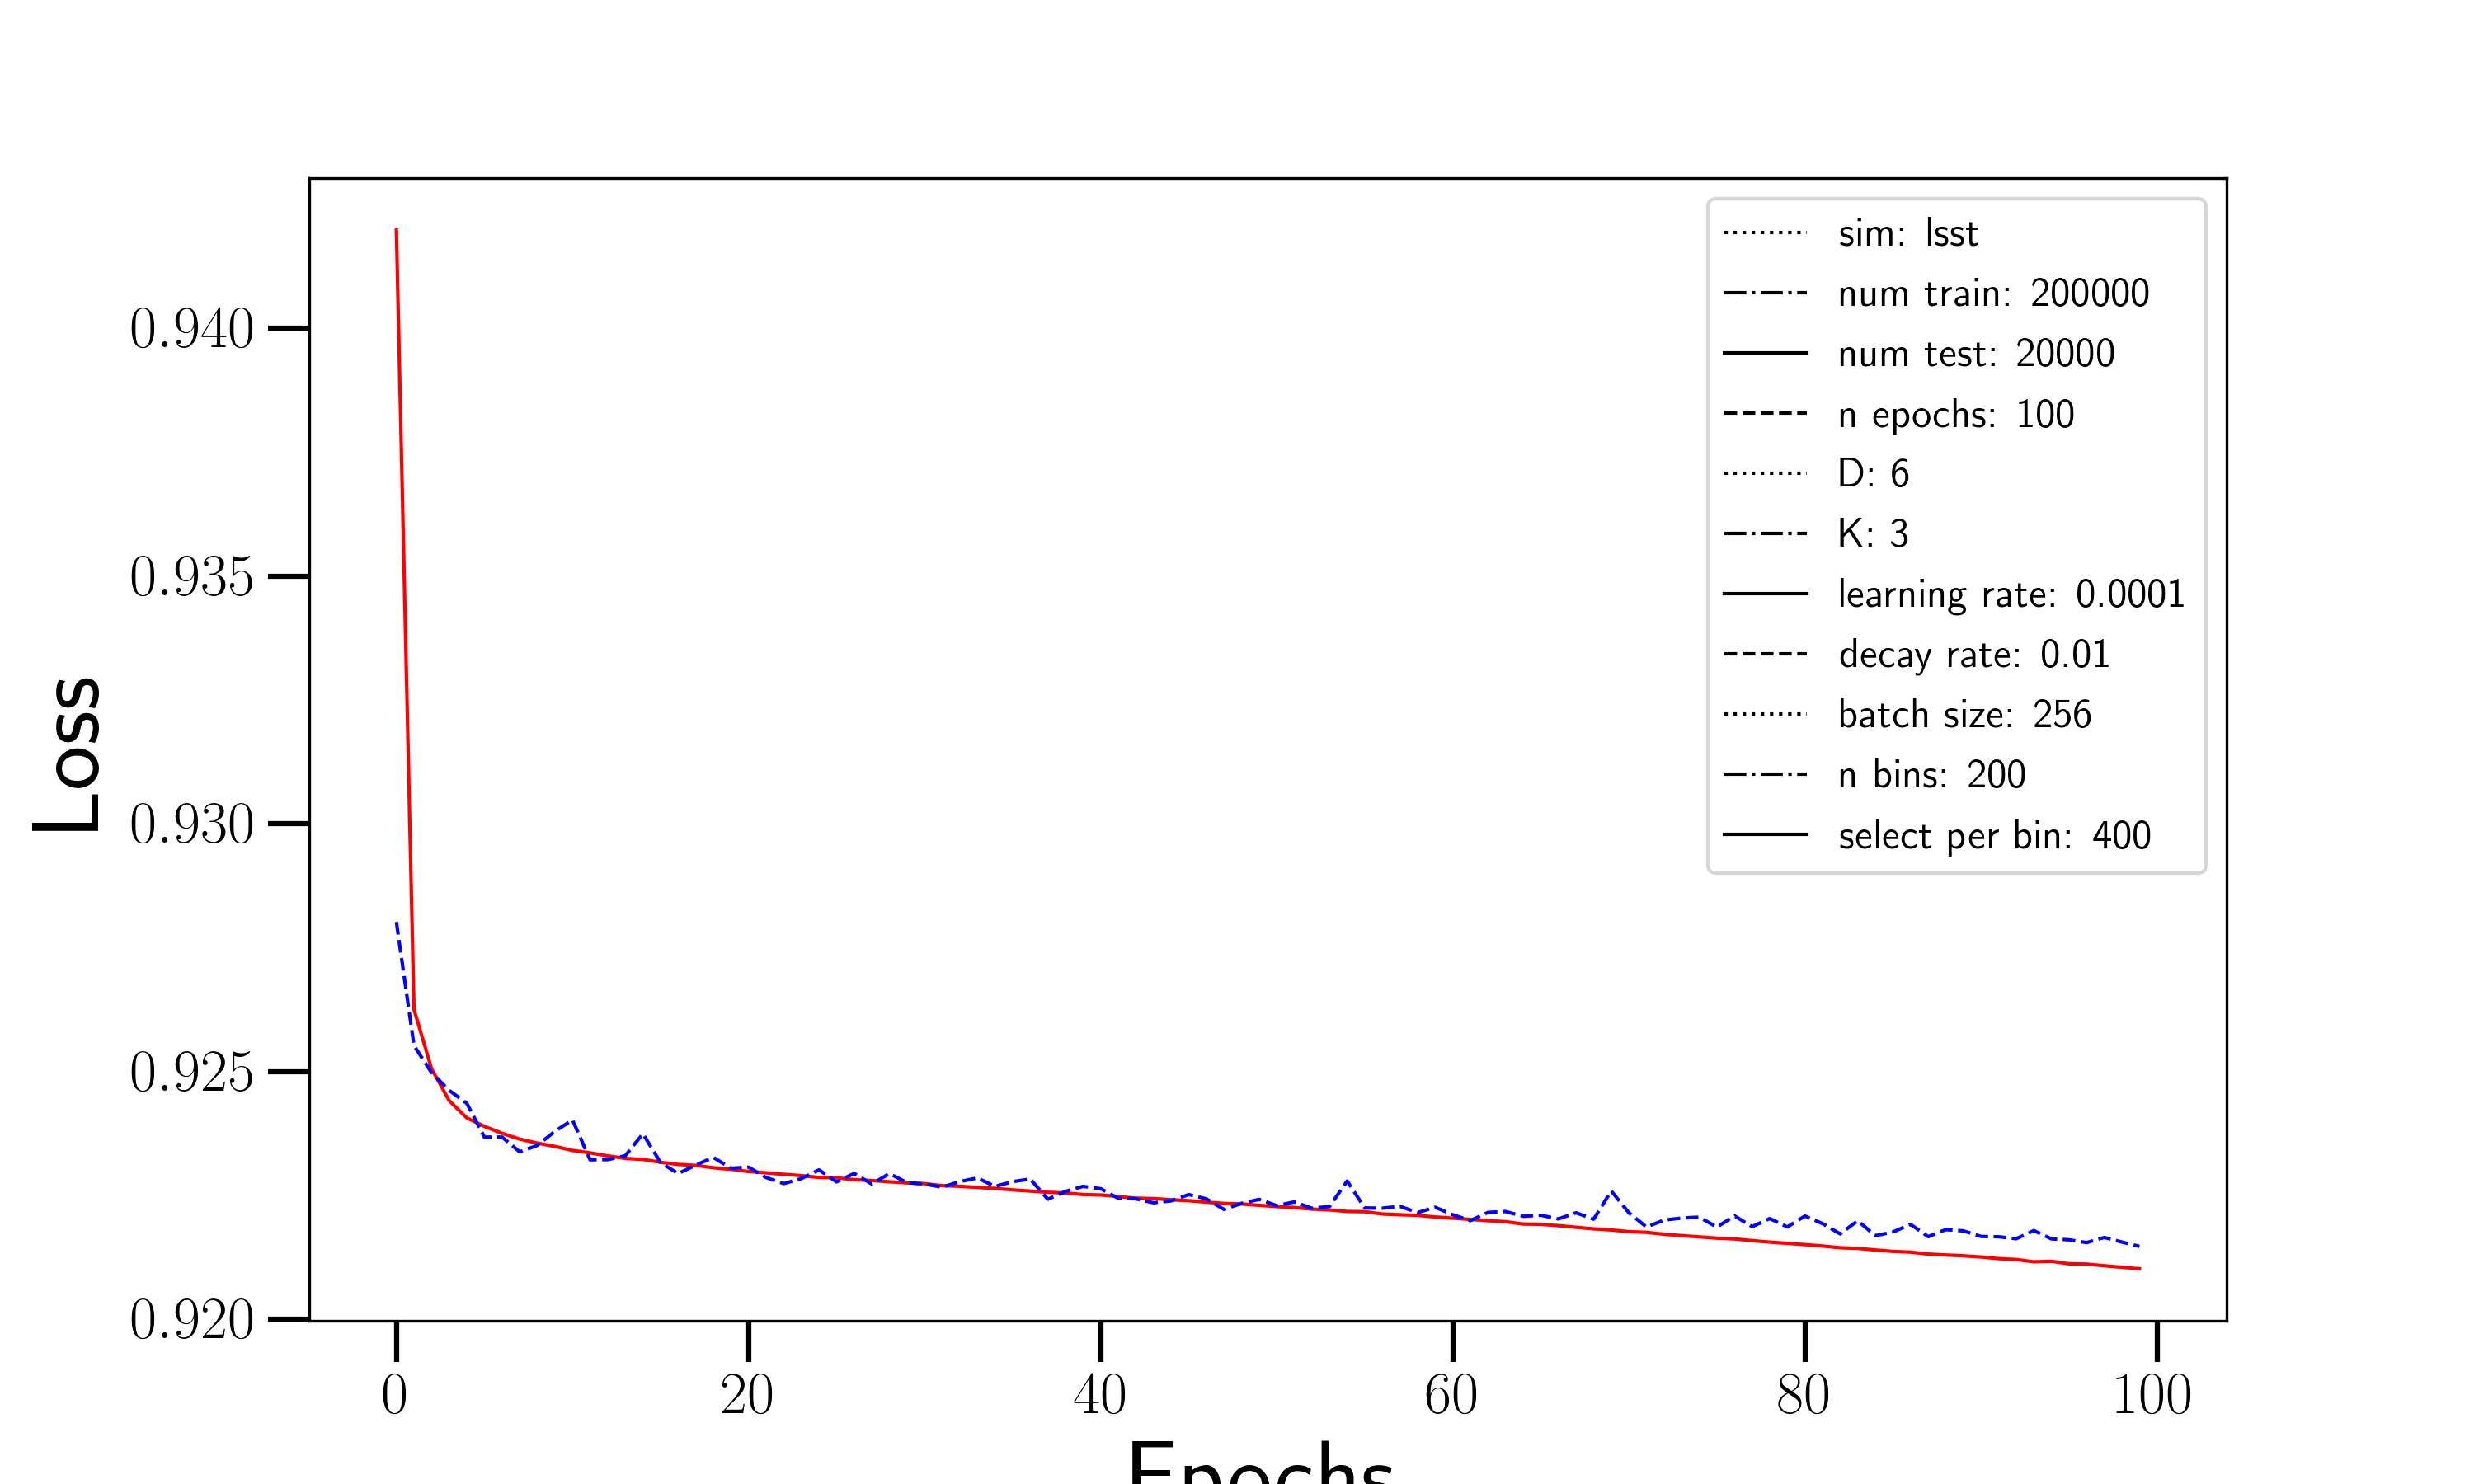 0.940
0.935
0.930
0.925
0.920
Loss
0
20
40
60
80
100
Epochs
sim: lsst
num train: 200000
num test: 20000
n epochs: 100
D: 6
K: 3
learning rate: 0.0001
decay rate: 0.01
batch size: 256
n bins: 200
select per bin: 400